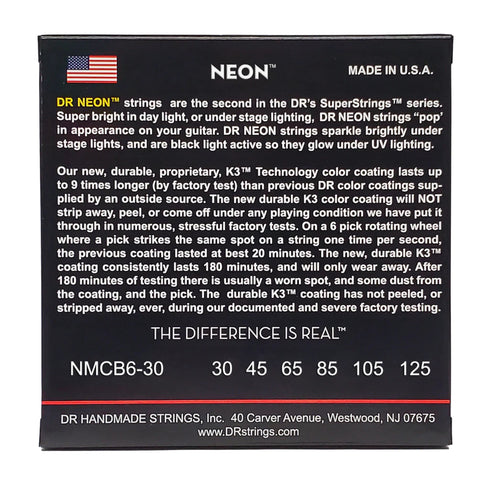 NEON™
MADE IN U.S.A.
DR NEON™ strings are the second in the DR's SuperStrings™ series.
Super bright in day light, or under stage lighting, DR NEON strings "pop'
in appearance on your guitar. DR NEON strings sparkle brightly under
stage lights, and are black light active so they glow under UV lighting.
Our new, durable, proprietary, K3™ Technology color coating lasts up
to 9 times longer (by factory test) than previous DR color coatings sup-
plied by an outside source. The new durable K3 color coating will NOT
strip away, peel, or come off under any playing condition we have put it
through in numerous, stressful factory tests. On a 6 pick rotating wheel
where a pick strikes the same spot on a string one time per second,
the previous coating lasted at best 20 minutes. The new, durable K3™
coating consistently lasts 180 minutes, and will only wear away. After
180 minutes of testing there is usually a worn spot, and some dust from
the coating, and the pick. The durable K3™ coating has not peeled, or
stripped away, ever, during our documented and severe factory testing.
THE DIFFERENCE IS REAL™
NMCB6-30 30 45 65 85 105 125
DR HANDMADE STRINGS, Inc. 40 Carver Avenue, Westwood, NJ 07675
www.DRstrings.com